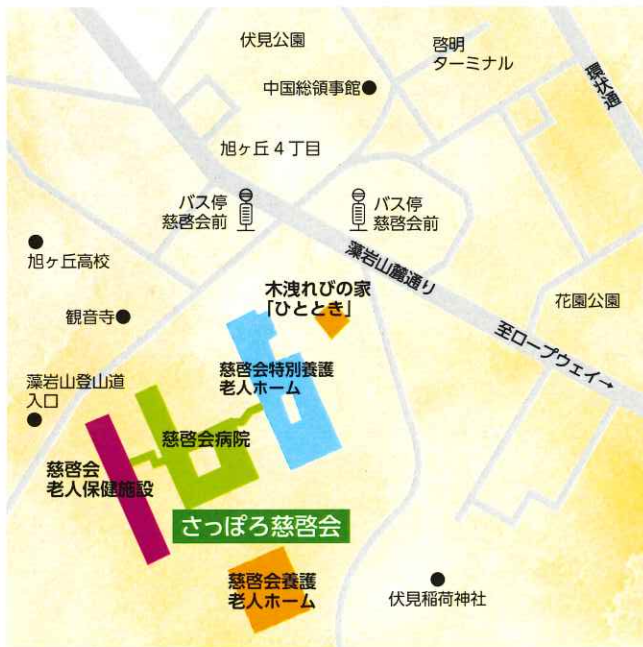 伏見公園
啓明
ターミナル
中国総領事館
環状通
旭ヶ丘4丁目
バス停
慈啓会前
バス停
慈啓会前
旭ヶ丘高校
藻岩山麓通り
木洩れびの家
「ひととき」
花園公園
観音寺
至ロープウェイ→
藻岩山登山道
入口
慈啓会特別養護
老人ホーム
慈啓会病院
慈啓会
老人保健施設
さっぽろ慈啓会
慈啓会養護
老人ホーム
伏見稲荷神社